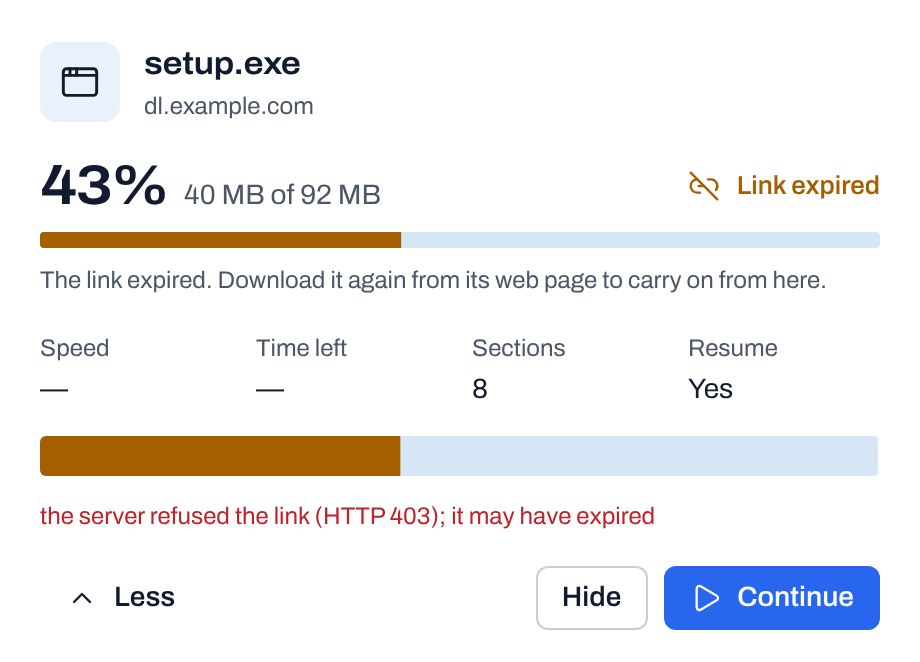 setup.exe
dl.example.com
43% 40 MB of 92 MB
Link expired
The link expired. Download it again from its web page to carry on from here.
Speed Time left Sections Resume
— — 8 Yes
the server refused the link (HTTP 403); it may have expired
Less Hide Continue